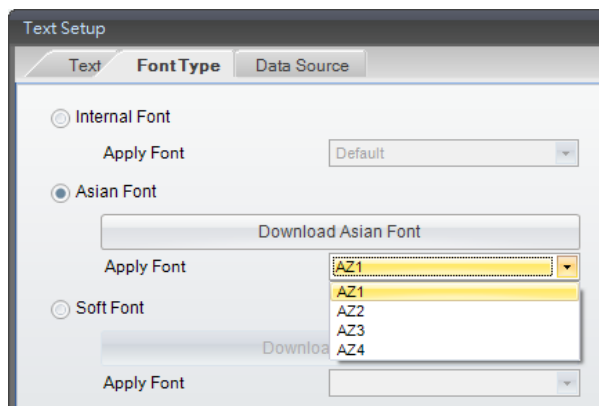 Text Setup
Text Font Type Data Source
Internal Font
Apply Font Default
Asian Font
Download Asian Font
Apply Font AZ1
AZ1
AZ2
Soft Font
AZ3
Downloa AZ4
Apply Font